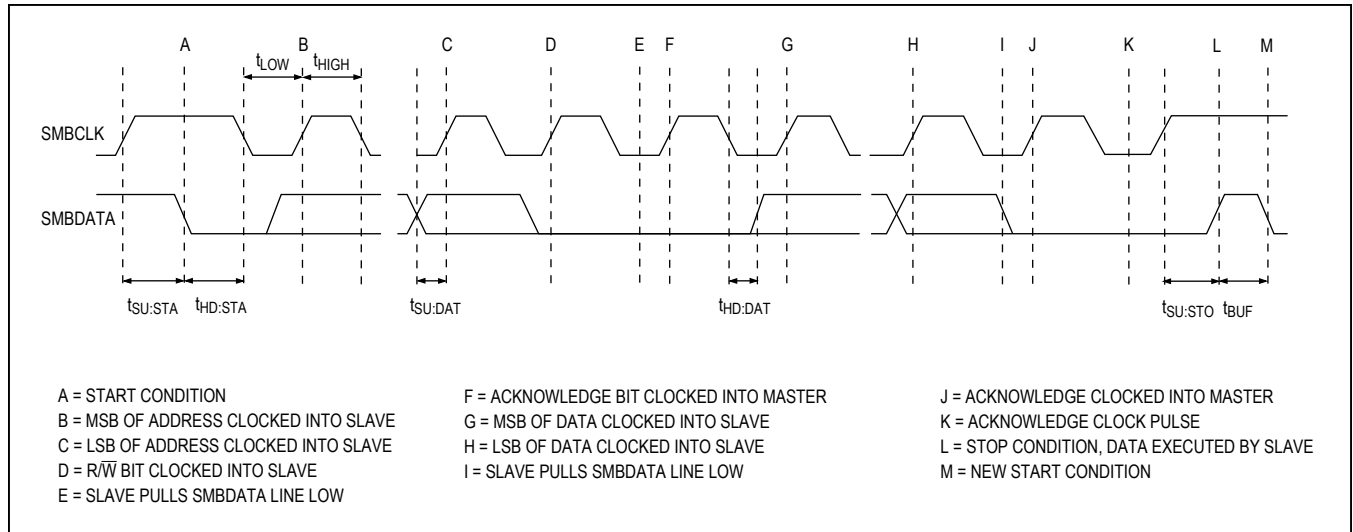 A B C D E F G H I J K L M
tLOW tHIGH
SMBCLK
SMBDATA
tSU:STA tHD:STA tSU:DAT tHD:DAT tSU:STO tBUF
A = START CONDITION
B = MSB OF ADDRESS CLOCKED INTO SLAVE
C = LSB OF ADDRESS CLOCKED INTO SLAVE
D = R/W̅ BIT CLOCKED INTO SLAVE
E = SLAVE PULLS SMBDATA LINE LOW
F = ACKNOWLEDGE BIT CLOCKED INTO MASTER
G = MSB OF DATA CLOCKED INTO SLAVE
H = LSB OF DATA CLOCKED INTO SLAVE
I = SLAVE PULLS SMBDATA LINE LOW
J = ACKNOWLEDGE CLOCKED INTO MASTER
K = ACKNOWLEDGE CLOCK PULSE
L = STOP CONDITION, DATA EXECUTED BY SLAVE
M = NEW START CONDITION